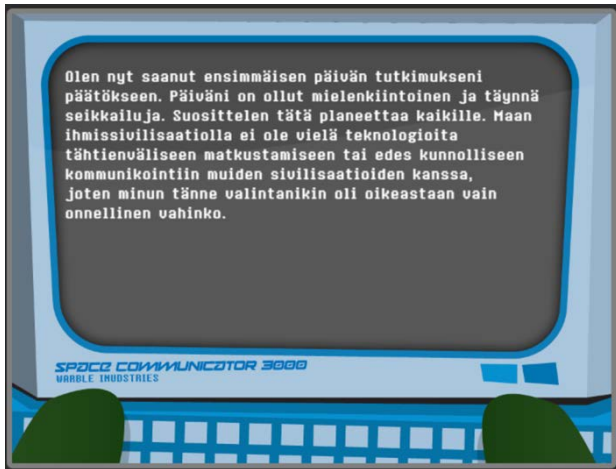 Olen nyt saanut ensimmäisen päivän tutkimukseni
päätökseen. Päiväni on ollut mielenkiintoinen ja täynnä
seikkailuja. Suosittelen tätä planeettaa kaikille. Maan
ihmissivilisaatiolla ei ole vielä teknologioita
tähtienväliseen matkustamiseen tai edes kunnolliseen
kommunikointiin muiden sivilisaatioiden kanssa,
joten minun tänne valintanikin oli oikeastaan vain
onnellinen vahinko.
SPACE COMMUNICATOR 3000
WARBLE INUDSTRIES